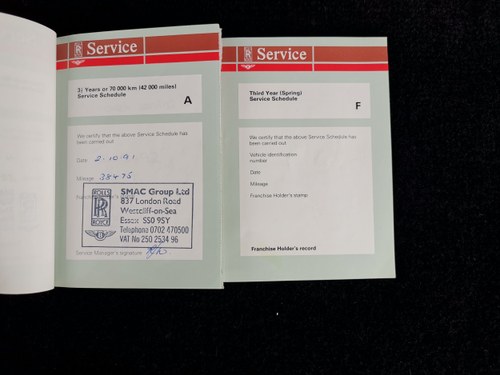 Service
3½ Years or 70 000 km (42 000 miles)
Service Schedule
A
We certify that the above Service Schedule has
been carried out
Date 2.10.91
Mileage 38475
ROLLS
RR
ROYCE
SMAC Group Ltd
837 London Road
Westcliff-on-Sea
Essex SS0 9SY
Telephone 0702 470500
VAT No 250 2534 96
Service Manager's signature
Service
Third Year (Spring)
Service Schedule
F
We certify that the above Service Schedule has
been carried out
Vehicle identification
number
Date
Mileage
Franchise Holder's stamp
Franchise Holder's record